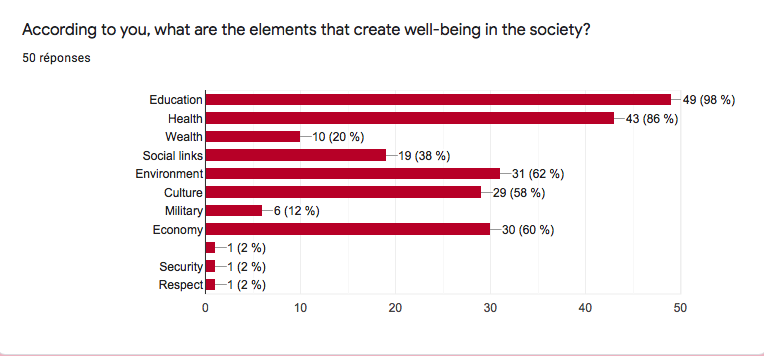 According to you, what are the elements that create well-being in the society?
50 réponses
Education 49 (98 %)
Health 43 (86 %)
Wealth 10 (20 %)
Social links 19 (38 %)
Environment 31 (62 %)
Culture 29 (58 %)
Military 6 (12 %)
Economy 30 (60 %)
1 (2 %)
Security 1 (2 %)
Respect 1 (2 %)
0 10 20 30 40 50